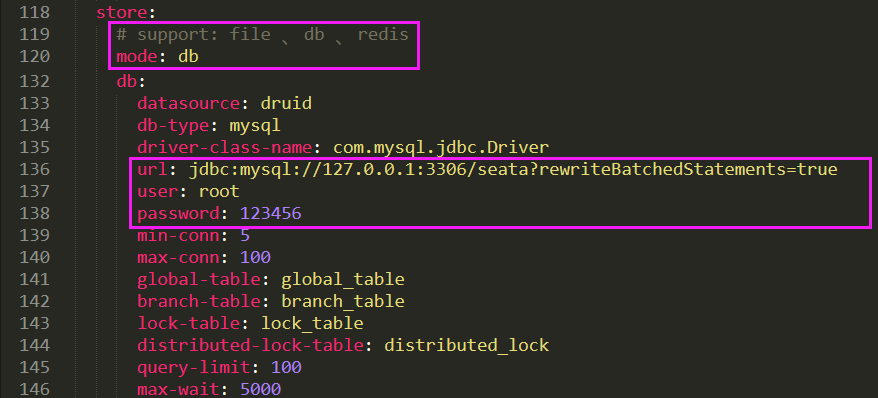 118 store:
119 # support: file 、 db 、 redis
120 mode: db
132 db:
133 datasource: druid
134 db-type: mysql
135 driver-class-name: com.mysql.jdbc.Driver
136 url: jdbc:mysql://127.0.0.1:3306/seata?rewriteBatchedStatements=true
137 user: root
138 password: 123456
139 min-conn: 5
140 max-conn: 100
141 global-table: global_table
142 branch-table: branch_table
143 lock-table: lock_table
144 distributed-lock-table: distributed_lock
145 query-limit: 100
146 max-wait: 5000